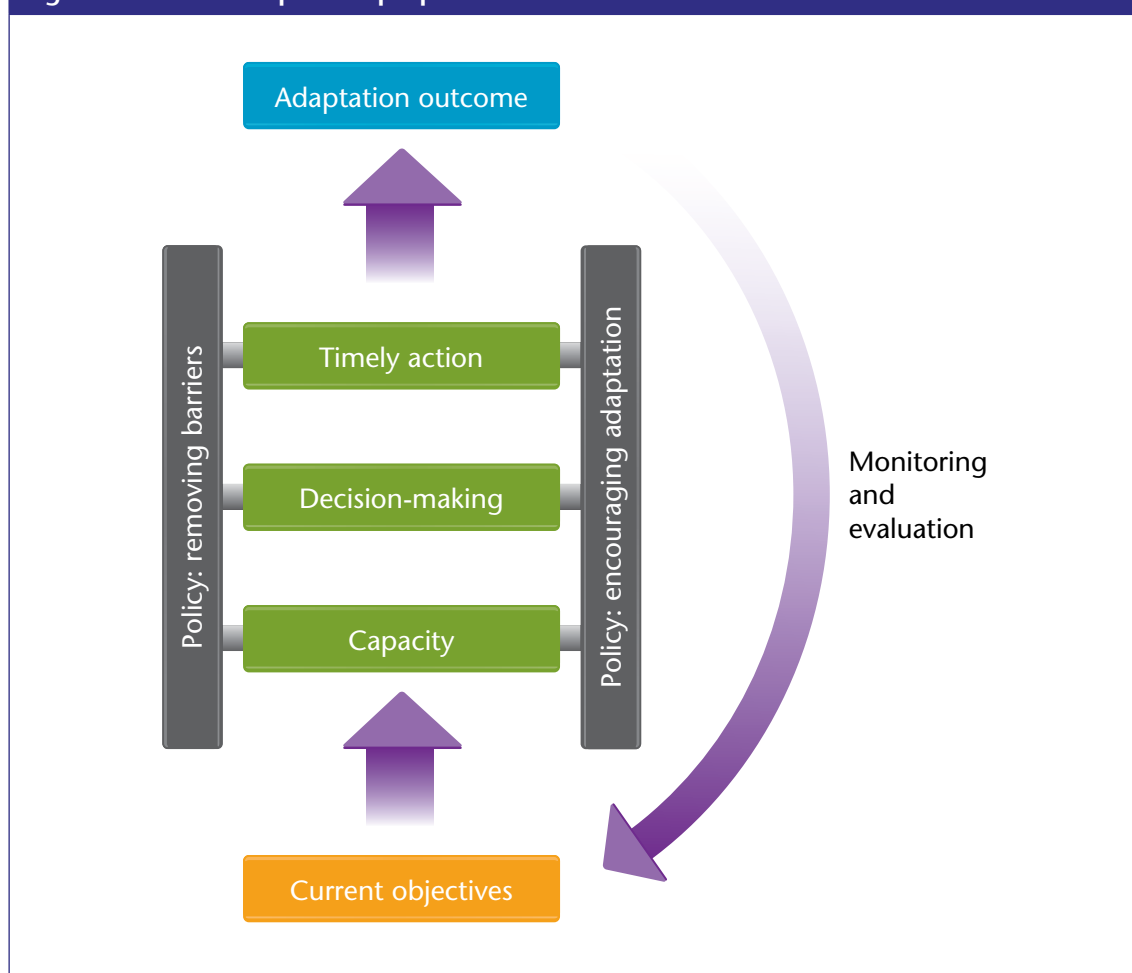 Adaptation outcome
Policy: removing barriers
Timely action
Decision-making
Capacity
Policy: encouraging adaptation
Monitoring
and
evaluation
Current objectives